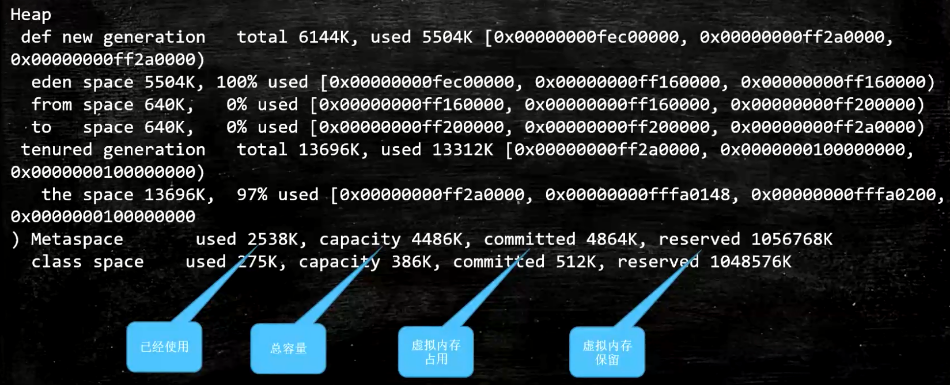 Heap
def new generation   total 6144K, used 5504K [0x00000000fec00000, 0x00000000ff2a0000,
0x00000000ff2a0000)
eden space 5504K, 100% used [0x00000000fec00000, 0x00000000ff160000, 0x00000000ff160000)
from space 640K,   0% used [0x00000000ff160000, 0x00000000ff160000, 0x00000000ff200000)
to   space 640K,   0% used [0x00000000ff200000, 0x00000000ff200000, 0x00000000ff2a0000)
tenured generation   total 13696K, used 13312K [0x00000000ff2a0000, 0x0000000100000000,
0x0000000100000000)
the space 13696K,  97% used [0x00000000ff2a0000, 0x00000000fffa0148, 0x00000000fffa0200,
0x0000000100000000
) Metaspace       used 2538K, capacity 4486K, committed 4864K, reserved 1056768K
class space    used 275K, capacity 386K, committed 512K, reserved 1048576K
已经使用
总容量
虚拟内存
占用
虚拟内存
保留